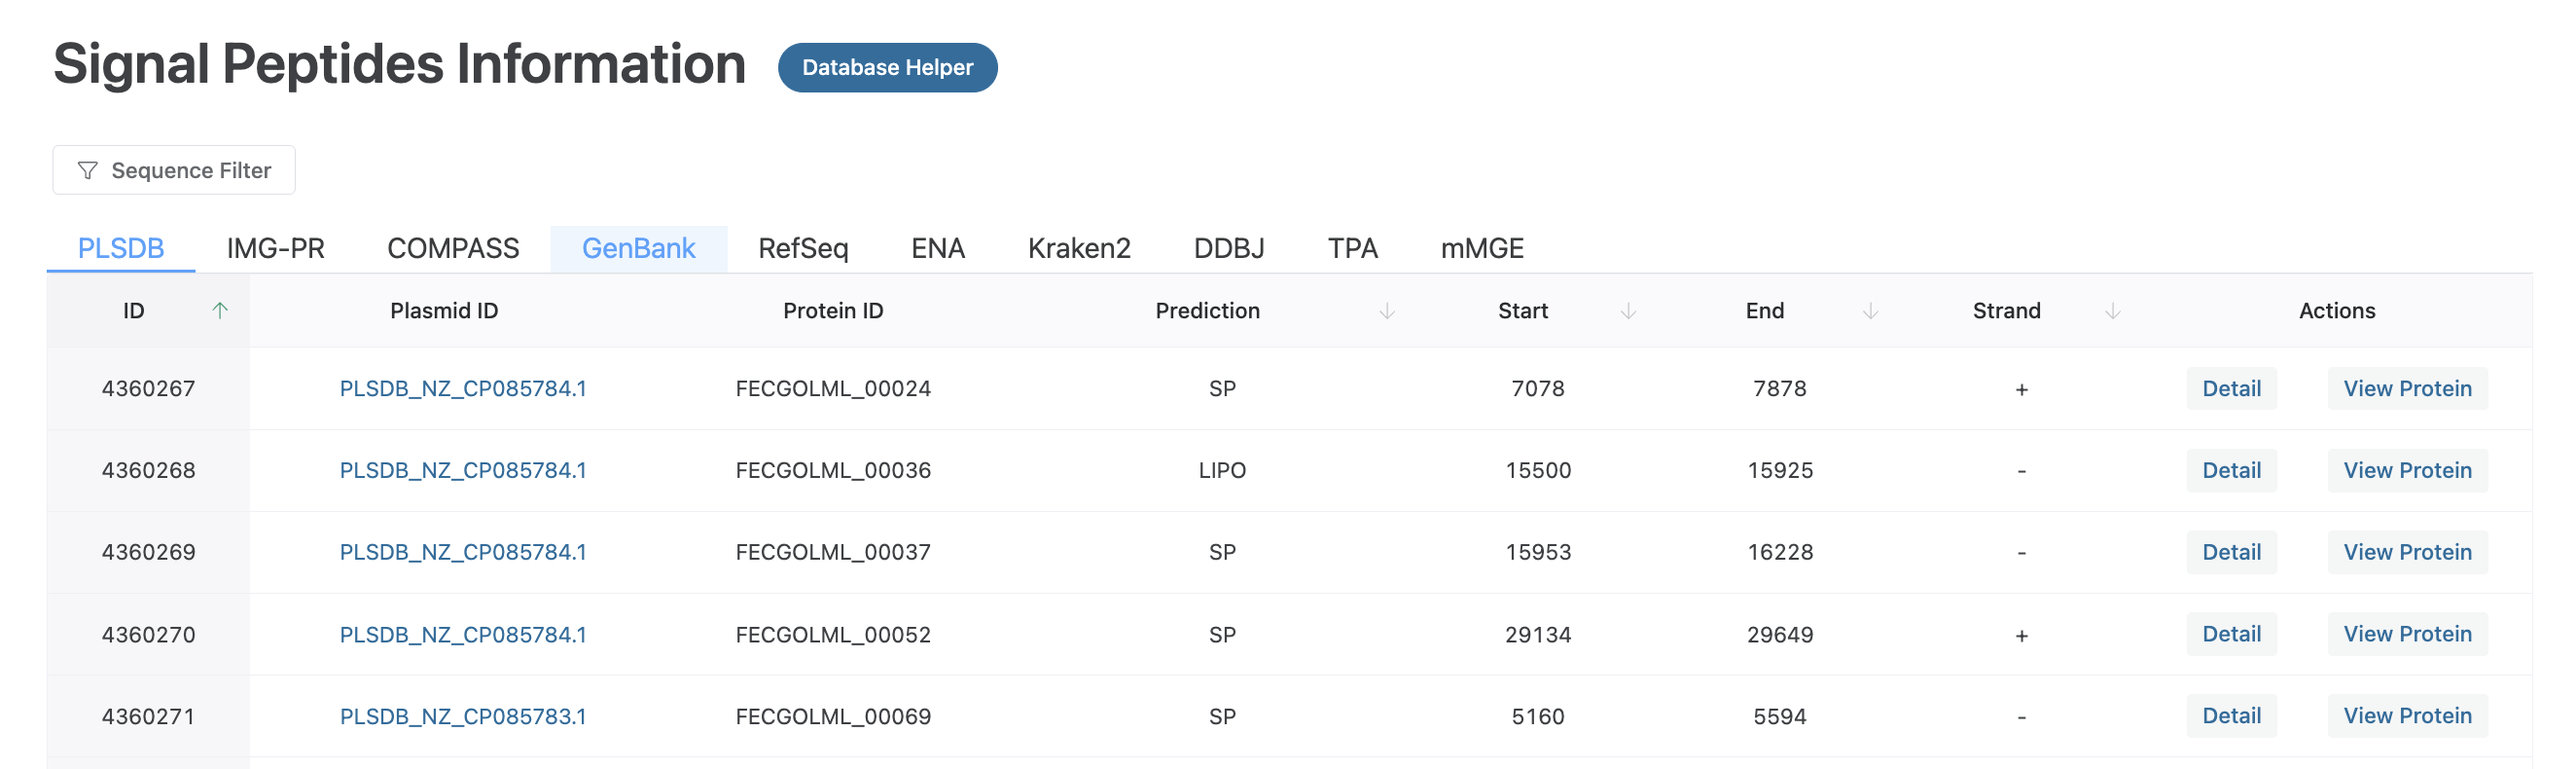 Signal Peptides Information Database Helper
Sequence Filter
PLSDB IMG-PR COMPASS GenBank RefSeq ENA Kraken2 DDBJ TPA mMGE
ID Plasmid ID Protein ID Prediction Start End Strand Actions
4360267 PLSDB_NZ_CP085784.1 FECGOLML_00024 SP 7078 7878 + Detail View Protein
4360268 PLSDB_NZ_CP085784.1 FECGOLML_00036 LIPO 15500 15925 - Detail View Protein
4360269 PLSDB_NZ_CP085784.1 FECGOLML_00037 SP 15953 16228 - Detail View Protein
4360270 PLSDB_NZ_CP085784.1 FECGOLML_00052 SP 29134 29649 + Detail View Protein
4360271 PLSDB_NZ_CP085783.1 FECGOLML_00069 SP 5160 5594 - Detail View Protein